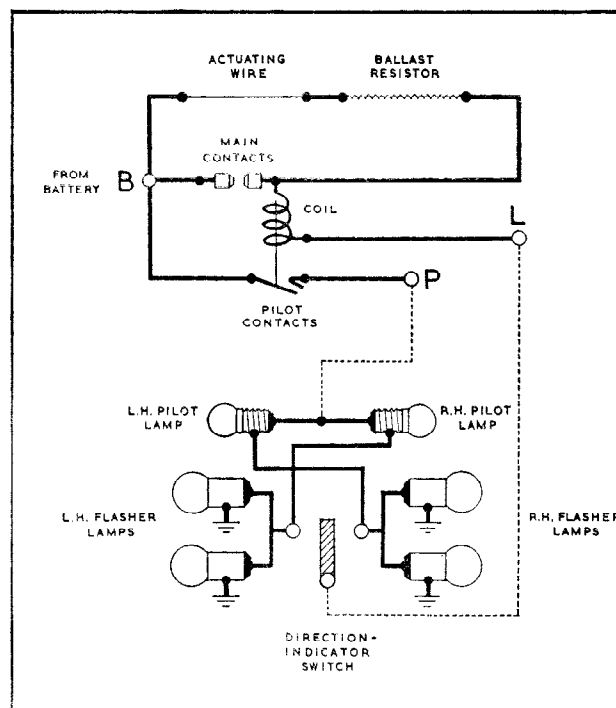 ACTUATING
WIRE
BALLAST
RESISTOR
MAIN
CONTACTS
FROM
BATTERY
B
COIL
L
P
PILOT
CONTACTS
L.H. PILOT
LAMP
R.H. PILOT
LAMP
L.H. FLASHER
LAMPS
R.H. FLASHER
LAMPS
DIRECTION-
INDICATOR
SWITCH